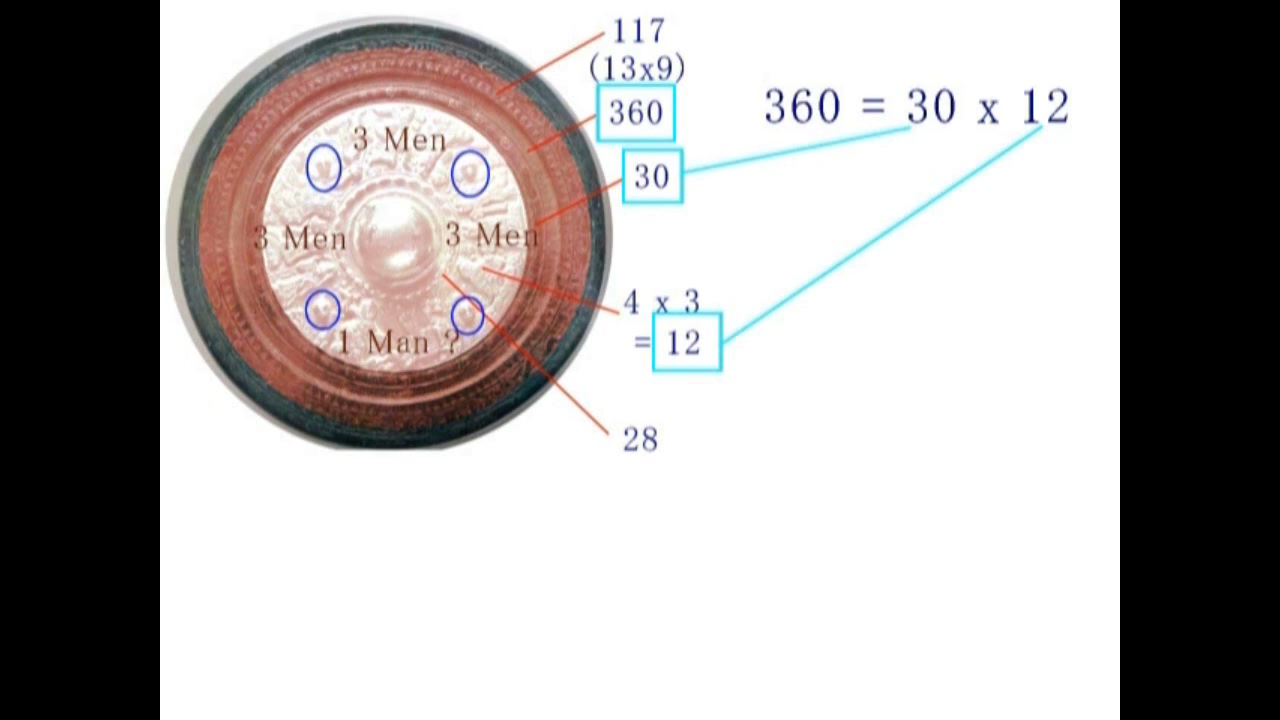 117
(13x9)
360
30
360 = 30 x 12
3 Men
3 Men
3 Men
1 Man ?
4 x 3
= 12
28